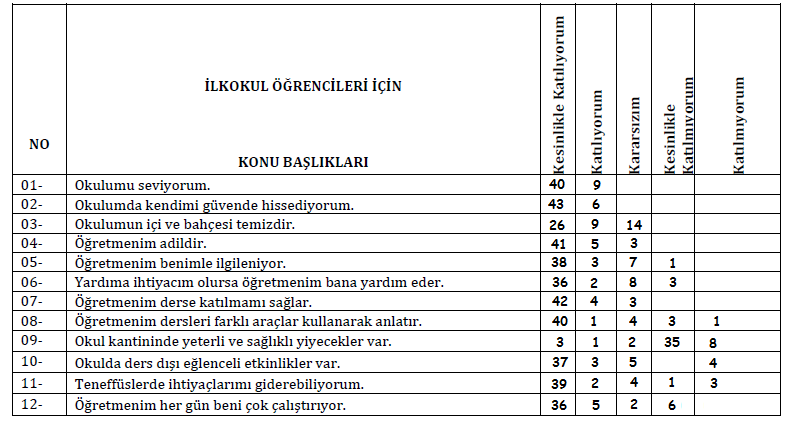 NO İLKOKUL ÖĞRENCİLERİ İÇİN
KONU BAŞLIKLARI Kesinlikle Katılıyorum Katılıyorum Kararsızım Kesinlikle Katılmıyorum Katılmıyorum
01- Okulumu seviyorum. 40 9
02- Okulumda kendimi güvende hissediyorum. 43 6
03- Okulumun içi ve bahçesi temizdir. 26 9 14
04- Öğretmenim adildir. 41 5 3
05- Öğretmenim benimle ilgileniyor. 38 3 7 1
06- Yardıma ihtiyacım olursa öğretmenim bana yardım eder. 36 2 8 3
07- Öğretmenim derse katılmamı sağlar. 42 4 3
08- Öğretmenim dersleri farklı araçlar kullanarak anlatır. 40 1 4 3 1
09- Okul kantininde yeterli ve sağlıklı yiyecekler var. 3 1 2 35 8
10- Okulda ders dışı eğlenceli etkinlikler var. 37 3 5 4
11- Teneffüslerde ihtiyaçlarımı giderebiliyorum. 39 2 4 1 3
12- Öğretmenim her gün beni çok çalıştırıyor. 36 5 2 6